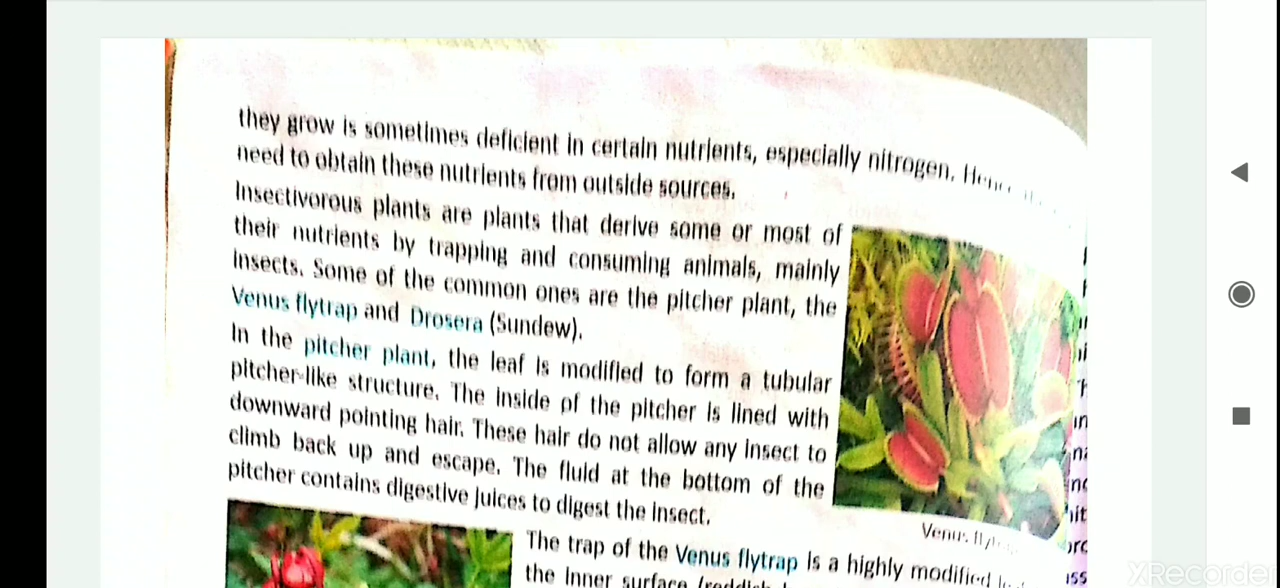 they grow is sometimes deficient in certain nutrients, especially nitrogen.
need to obtain these nutrients from outside sources.
Insectivorous plants are plants that derive some or most of
their nutrients by trapping and consuming animals, mainly
insects. Some of the common ones are the pitcher plant, the
Venus flytrap and Drosera (Sundew).
In the pitcher plant, the leaf is modified to form a tubular
pitcher-like structure. The inside of the pitcher is lined with
downward pointing hair. These hair do not allow any insect to
climb back up and escape. The fluid at the bottom of the
pitcher contains digestive juices to digest the insect.
Venus
The trap of the Venus flytrap is a highly modified
the inner surface
XRecorder